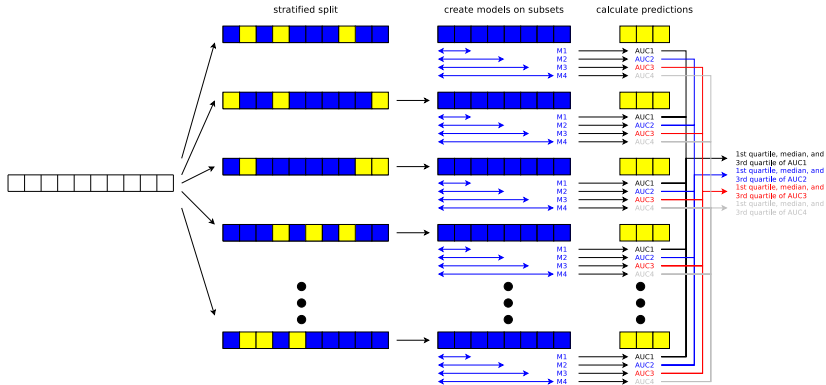 stratified split
create models on subsets
calculate predictions
M1
AUC1
M2
AUC2
M3
AUC3
M4
AUC4
M1
AUC1
M2
AUC2
M3
AUC3
M4
AUC4
M1
AUC1
M2
AUC2
M3
AUC3
M4
AUC4
M1
AUC1
M2
AUC2
M3
AUC3
M4
AUC4
M1
AUC1
M2
AUC2
M3
AUC3
M4
AUC4
1st quartile, median, and
3rd quartile of AUC1
1st quartile, median, and
3rd quartile of AUC2
1st quartile, median, and
3rd quartile of AUC3
1st quartile, median, and
3rd quartile of AUC4